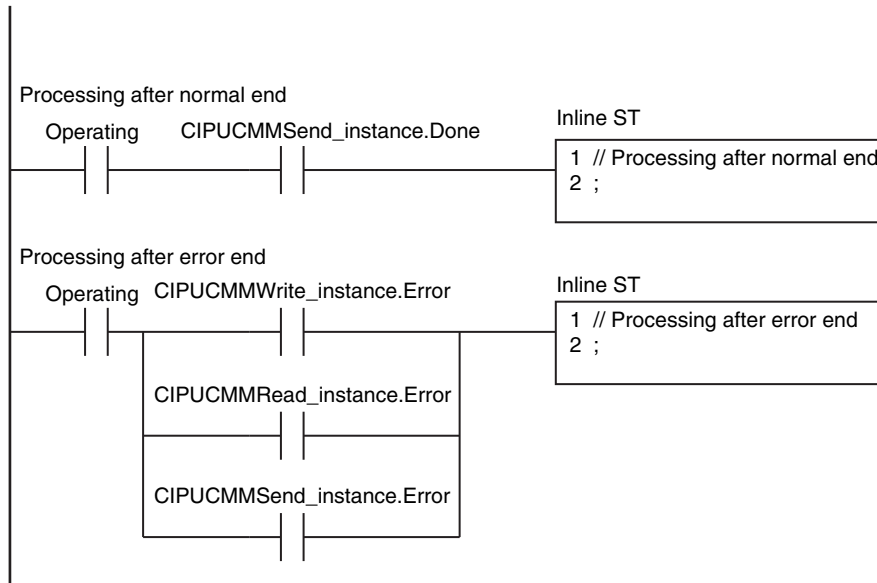 Processing after normal end
Operating CIPUCMMSend_instance.Done Inline ST
1 // Processing after normal end
2 ;
Processing after error end
Operating CIPUCMMWrite_instance.Error Inline ST
1 // Processing after error end
2 ;
CIPUCMMRead_instance.Error
CIPUCMMSend_instance.Error